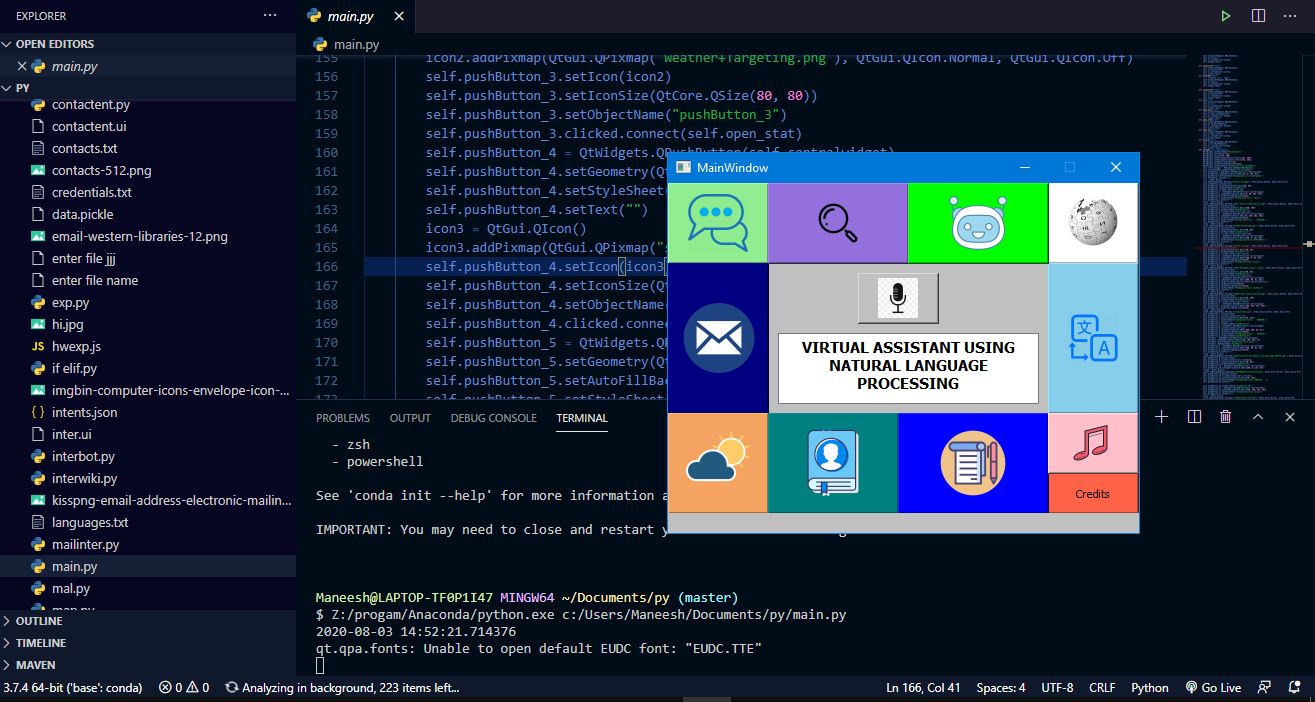 EXPLORER
OPEN EDITORS
main.py
PY
contactent.py
contactent.ui
contacts.txt
contacts-512.png
credentials.txt
data.pickle
email-western-libraries-12.png
enter file jjj
enter file name
exp.py
hi.jpg
JS hwexp.js
if elif.py
imgbin-computer-icons-envelope-icon-...
{ } intents.json
inter.ui
interbot.py
interwiki.py
kisspng-email-address-electronic-mailin...
languages.txt
mailinter.py
main.py
mal.py
OUTLINE
TIMELINE
MAVEN
main.py
main.py
155 icon2.addPixmap(QtGui.QPixmap("Weather+Targeting.png"), QtGui.QIcon.Normal, QtGui.QIcon.Off)
156 self.pushButton_3.setIcon(icon2)
157 self.pushButton_3.setIconSize(QtCore.QSize(80, 80))
158 self.pushButton_3.setObjectName("pushButton_3")
159 self.pushButton_3.clicked.connect(self.open_stat)
160 self.pushButton_4 = QtWidgets.QPushButton(self.centralwidget)
161 self.pushButton_4.setGeometry(Qt
162 self.pushButton_4.setStyleSheet(
163 self.pushButton_4.setText("")
164 icon3 = QtGui.QIcon()
165 icon3.addPixmap(QtGui.QPixmap("
166 self.pushButton_4.setIcon(icon3
167 self.pushButton_4.setIconSize(Qt
168 self.pushButton_4.setObjectName(
169 self.pushButton_4.clicked.connec
170 self.pushButton_5 = QtWidgets.QP
171 self.pushButton_5.setGeometry(Qt
172 self.pushButton_5.setAutoFillBac
173 self.pushButton_5.setStyleSheet(
MainWindow
文 A
VIRTUAL ASSISTANT USING
NATURAL LANGUAGE
PROCESSING
Credits
PROBLEMS OUTPUT DEBUG CONSOLE TERMINAL
- zsh
- powershell
See 'conda init --help' for more information a
IMPORTANT: You may need to close and restart y
Maneesh@LAPTOP-TF0P1I47 MINGW64 ~/Documents/py (master)
$ Z:/progam/Anaconda/python.exe c:/Users/Maneesh/Documents/py/main.py
2020-08-03 14:52:21.714376
qt.qpa.fonts: Unable to open default EUDC font: "EUDC.TTE"
3.7.4 64-bit ('base': conda) 0 0 Analyzing in background, 223 items left... Ln 166, Col 41 Spaces: 4 UTF-8 CRLF Python Go Live